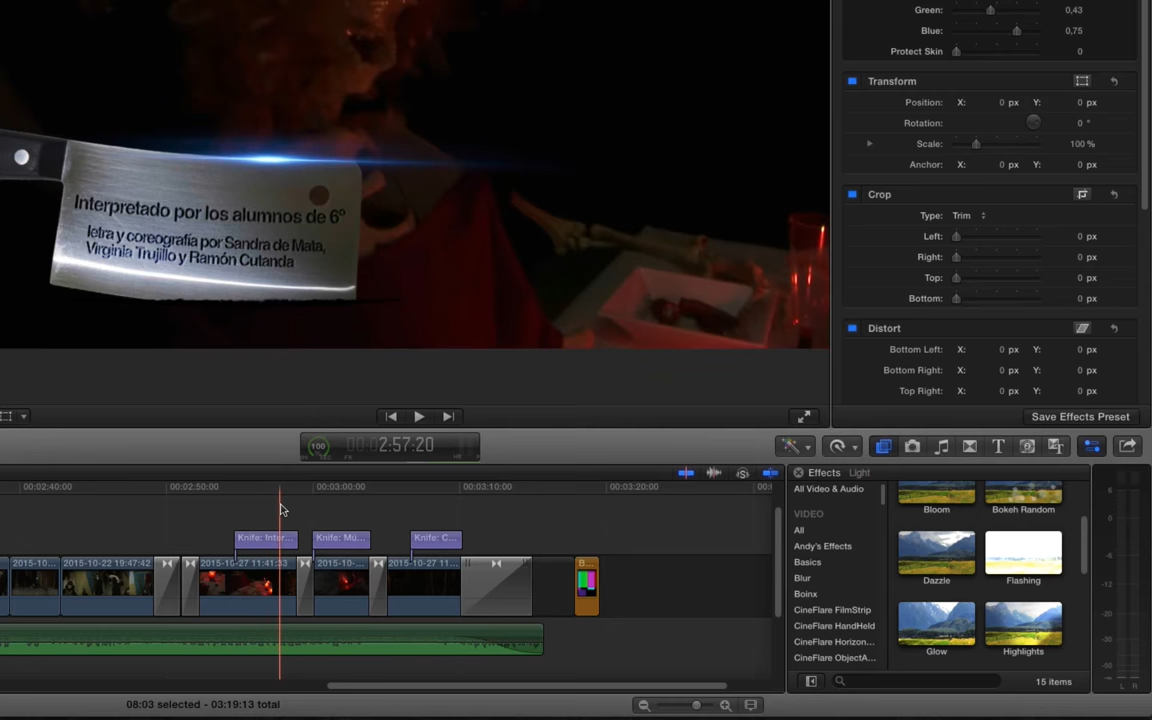 Green: 0,43
Blue: 0,75
Protect Skin 0
Transform
Position: X: 0 px Y: 0 px
Rotation: 0 °
Scale: 100 %
Anchor: X: 0 px Y: 0 px
Crop
Type: Trim
Left: 0 px
Right: 0 px
Top: 0 px
Bottom: 0 px
Distort
Bottom Left: X: 0 px Y: 0 px
Bottom Right: X: 0 px Y: 0 px
Top Right: X: 0 px Y: 0 px
Save Effects Preset
Interpretado por los alumnos de 6º
letra y coreografía por Sandra de Mata,
Virginia Trujillo y Ramón Cutanda
100 00:02:57:20
00:02:40:00 00:02:50:00 00:03:00:00 00:03:10:00 00:03:20:00
Knife: Inter... Knife: Mú... Knife: C...
2015-10... 2015-10-22 19:47:42 2015-10-27 11:41:33 2015-10-... 2015-10-27 11... B...
Effects Light
All Video & Audio
VIDEO
All
Andy's Effects
Basics
Blur
Boinx
CineFlare FilmStrip
CineFlare HandHeld
CineFlare Horizon...
CineFlare ObjectA...
Bloom Bokeh Random
Dazzle Flashing
Glow Highlights
15 items
6
0
-6
-12
-20
-30
-50
L R
08:03 selected - 03:19:13 total